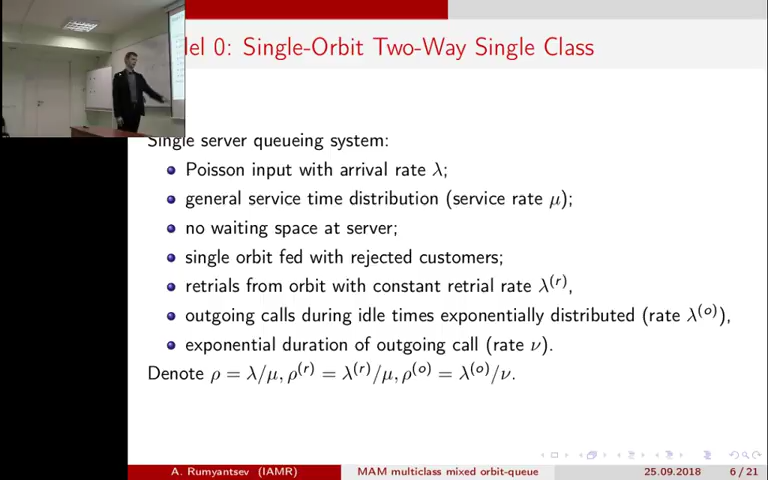 del 0: Single-Orbit Two-Way Single Class
Single server queueing system:
Poisson input with arrival rate λ;
general service time distribution (service rate μ);
no waiting space at server;
single orbit fed with rejected customers;
retrials from orbit with constant retrial rate λ^(r),
outgoing calls during idle times exponentially distributed (rate λ^(o)),
exponential duration of outgoing call (rate ν).
Denote ρ = λ/μ, ρ^(r) = λ^(r)/μ, ρ^(o) = λ^(o)/ν.
A. Rumyantsev (IAMR) MAM multiclass mixed orbit-queue 25.09.2018 6 / 21